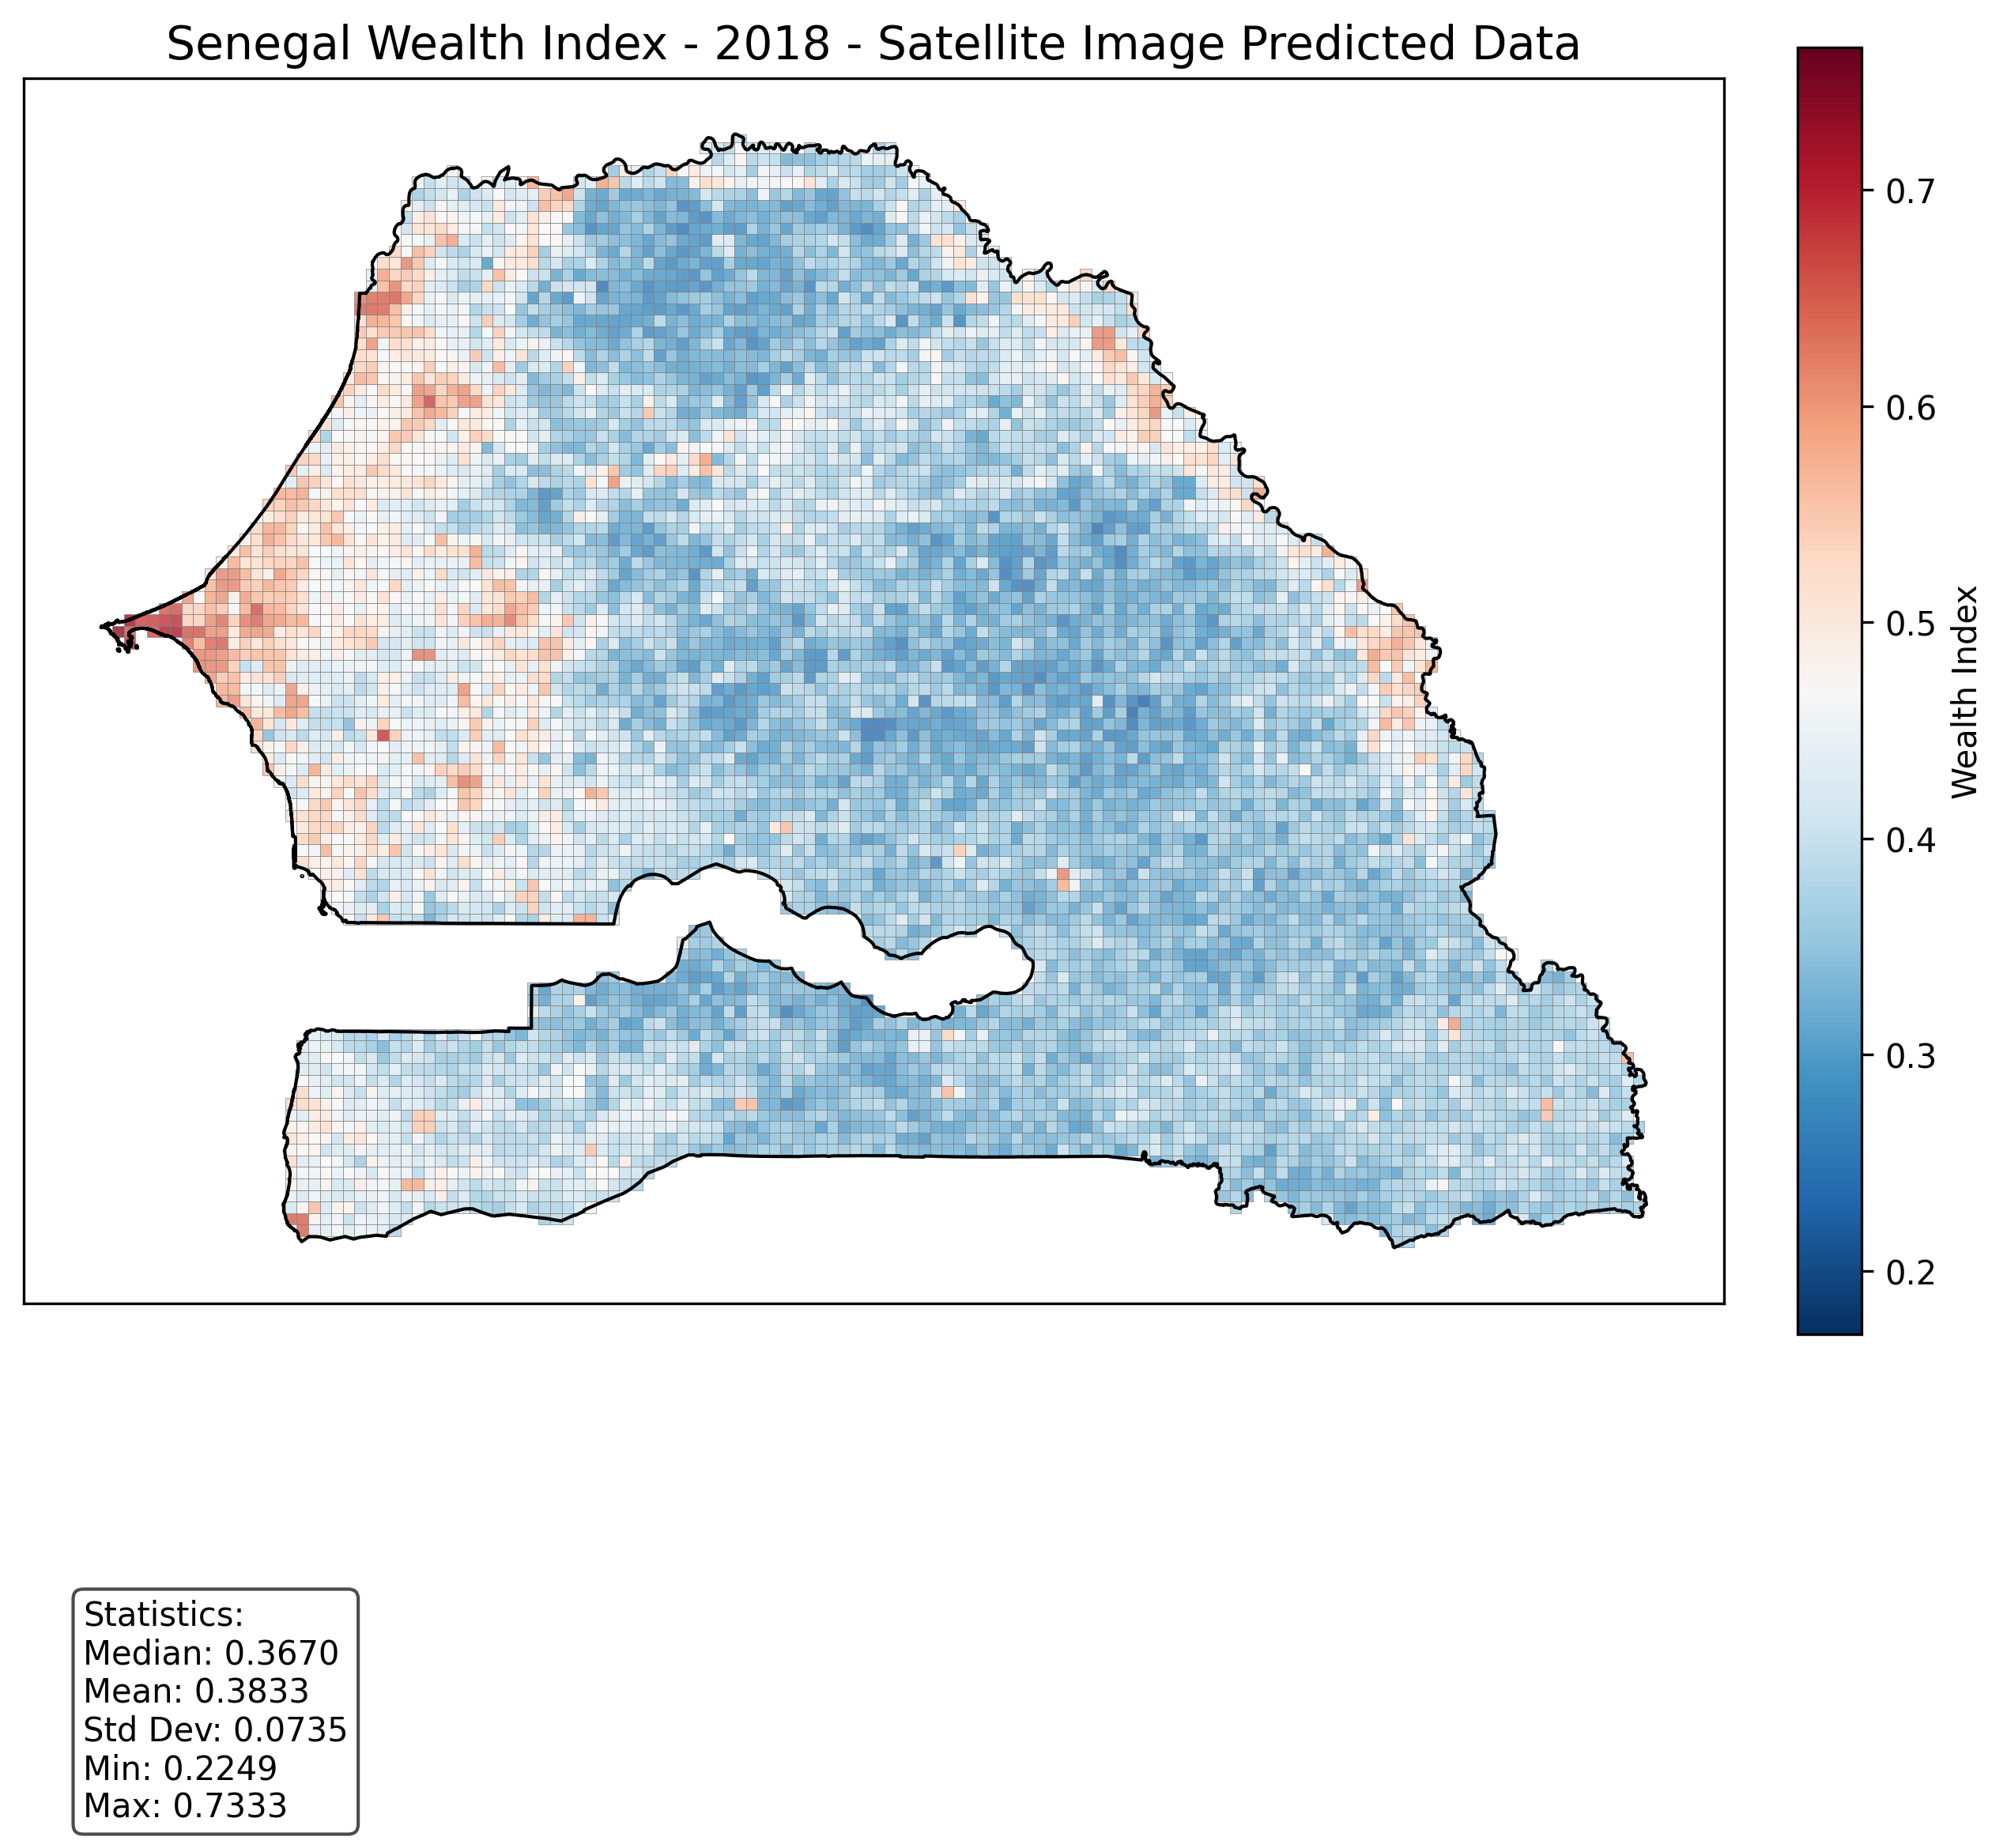 Senegal Wealth Index - 2018 - Satellite Image Predicted Data
0.7
0.6
0.5
0.4
0.3
0.2
Wealth Index
Statistics:
Median: 0.3670
Mean: 0.3833
Std Dev: 0.0735
Min: 0.2249
Max: 0.7333